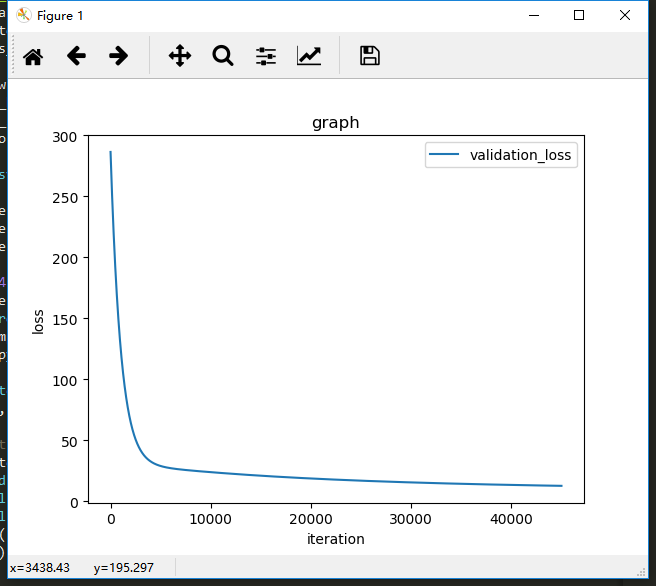 Figure 1
graph
validation_loss
300
250
200
150
100
50
0
loss
0 10000 20000 30000 40000
iteration
x=3438.43 y=195.297